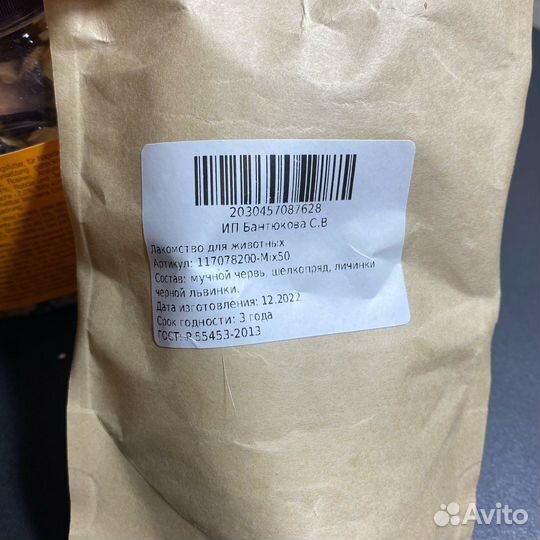 2030457087628
ИП Бантюкова С.В
Лакомство для животных
Артикул: 117078200-Mix50
Состав: мучной червь, шелкопряд, личинки
черной львинки.
Дата изготовления: 12.2022
Срок годности: 3 года
ГОСТ: Р 55453-2013
Avito